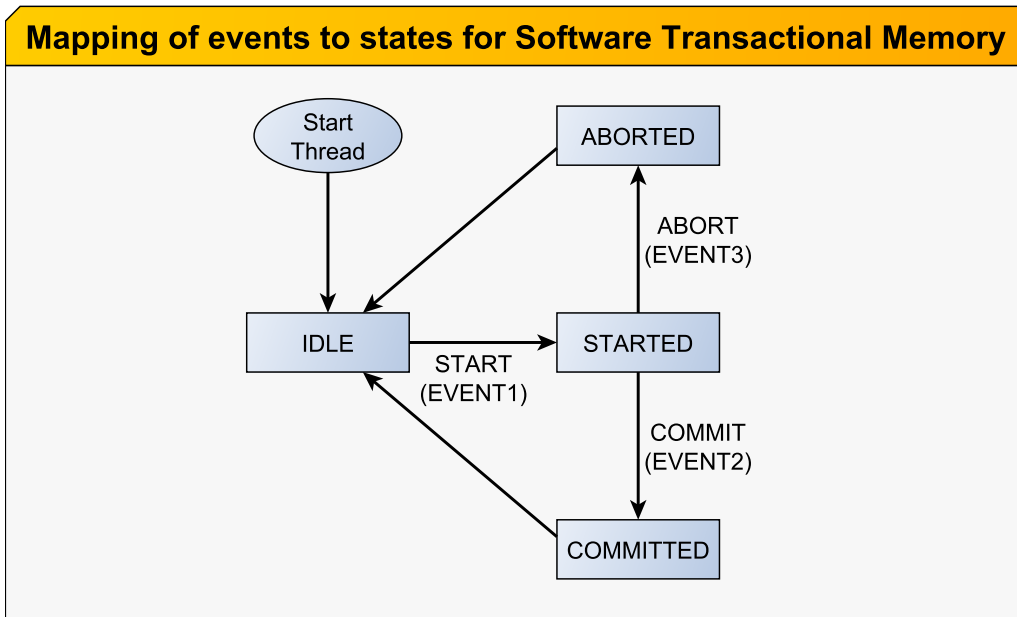 Mapping of events to states for Software Transactional Memory
Start
Thread
ABORTED
ABORT
(EVENT3)
IDLE
STARTED
START
(EVENT1)
COMMIT
(EVENT2)
COMMITTED